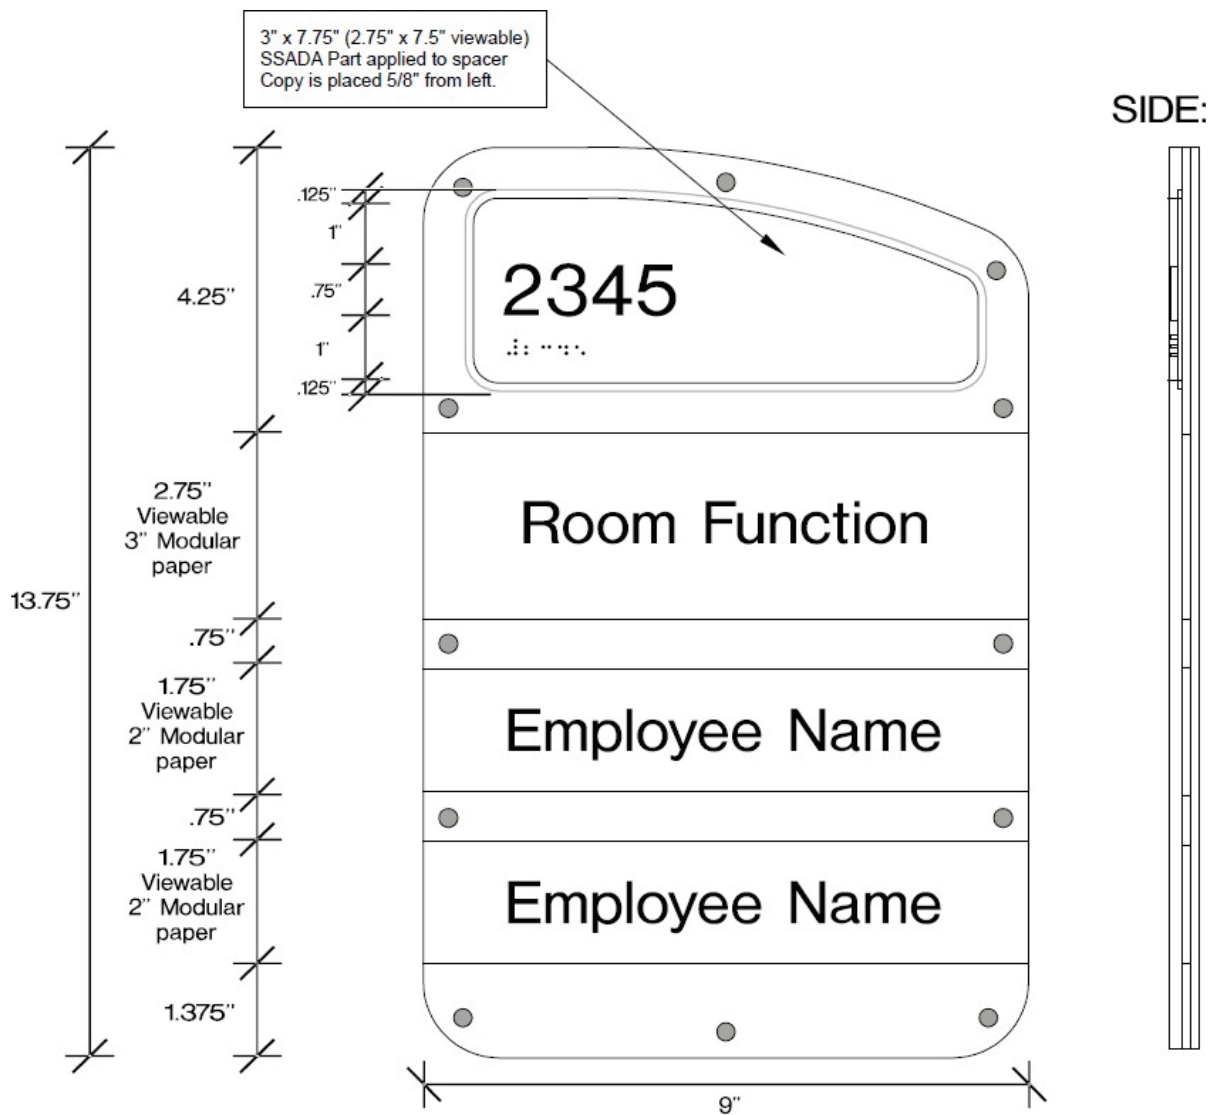 3" x 7.75" (2.75" x 7.5" viewable)
SSADA Part applied to spacer
Copy is placed 5/8" from left.
SIDE:
.125"
1"
.75"
1"
.125"
4.25"
2345
⠼⠃⠉⠙⠑
2.75"
Viewable
3" Modular
paper
Room Function
13.75"
.75"
1.75"
Viewable
2" Modular
paper
Employee Name
.75"
1.75"
Viewable
2" Modular
paper
Employee Name
1.375"
9"